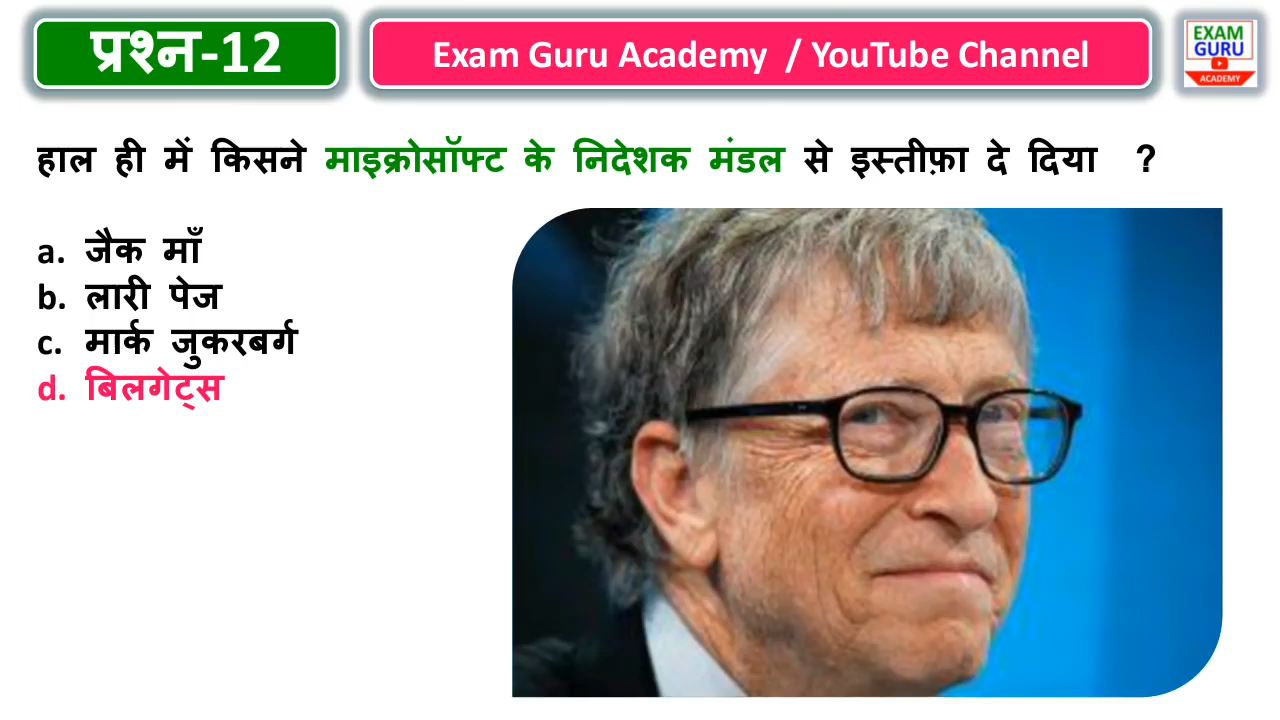 प्रश्न-12
Exam Guru Academy / YouTube Channel
EXAM
GURU
ACADEMY
हाल ही में किसने माइक्रोसॉफ्ट के निदेशक मंडल से इस्तीफ़ा दे दिया ?
a. जैक माँ
b. लारी पेज
c. मार्क जुकरबर्ग
d. बिलगेट्स